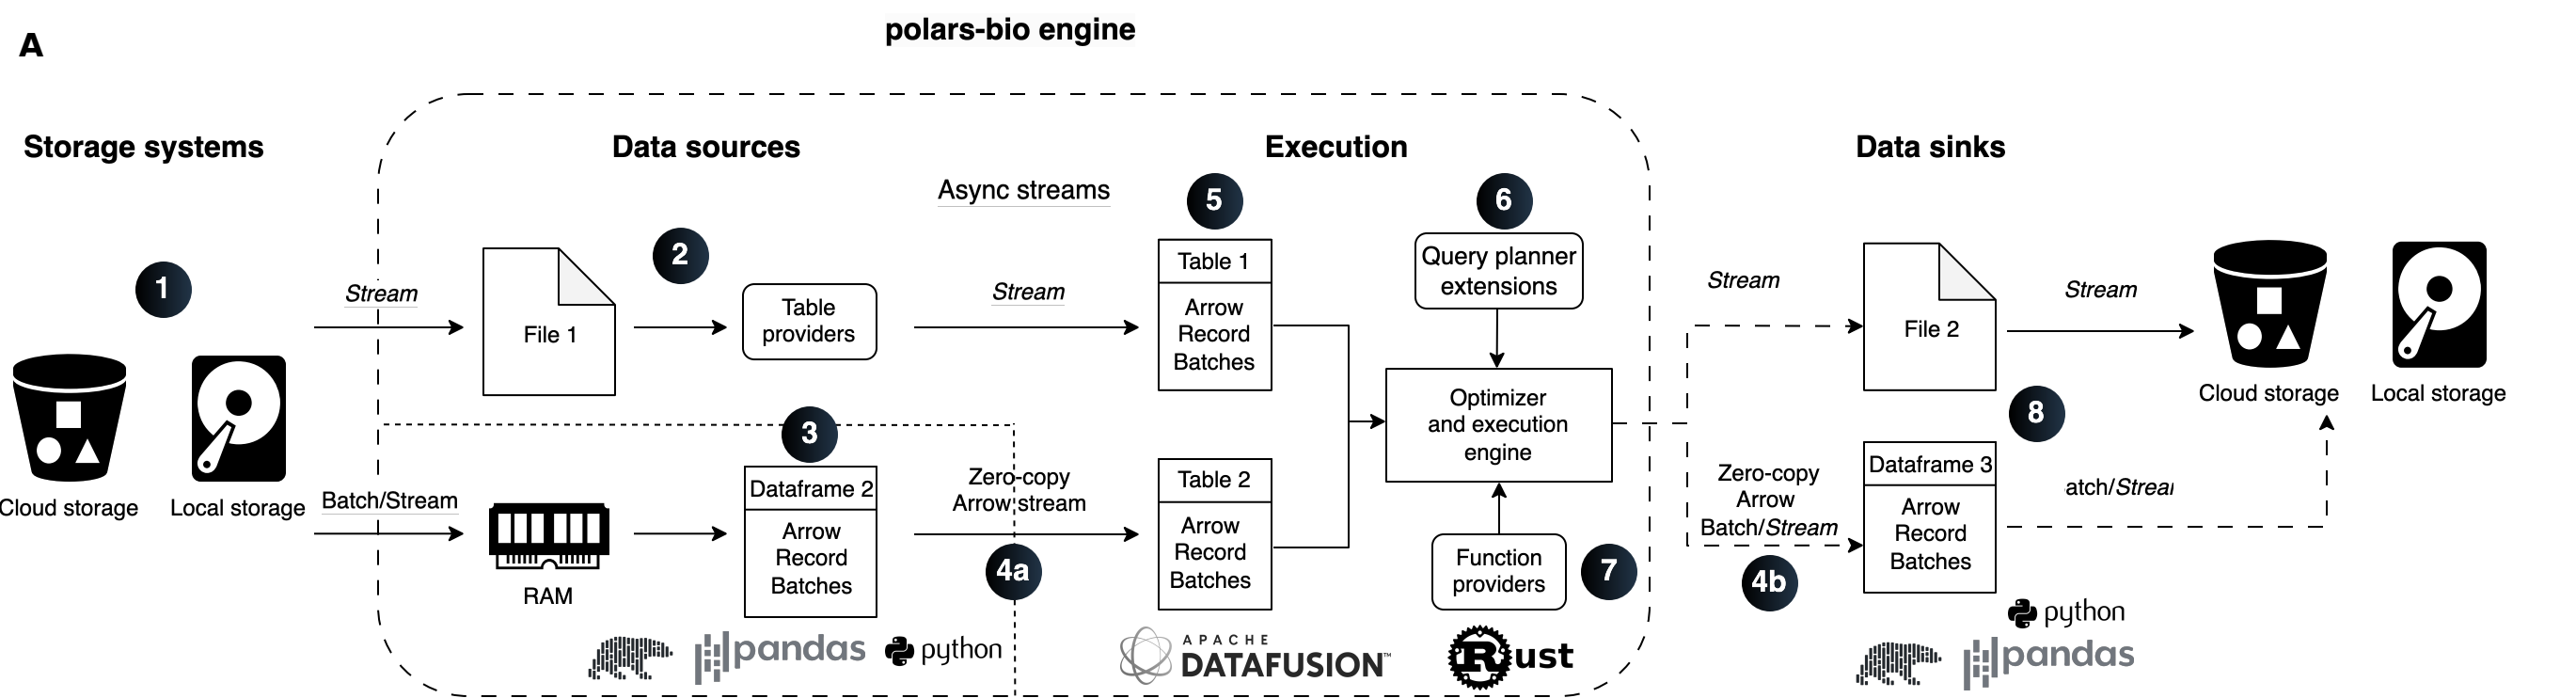 polars-bio engine
A
Storage systems
Data sources
Execution
Data sinks
Async streams
1
Stream
File 1
2
Table
providers
Stream
5
Table 1
Arrow
Record
Batches
6
Query planner
extensions
Optimizer
and execution
engine
Stream
File 2
Stream
Cloud storage
Local storage
Cloud storage
Local storage
Batch/Stream
RAM
3
Dataframe 2
Arrow
Record
Batches
Zero-copy
Arrow stream
4a
Table 2
Arrow
Record
Batches
Function
providers
7
Zero-copy
Arrow
Batch/Stream
4b
8
Dataframe 3
Arrow
Record
Batches
atch/Strea
pandas
python
APACHE
DATAFUSION™
Rust
python
pandas